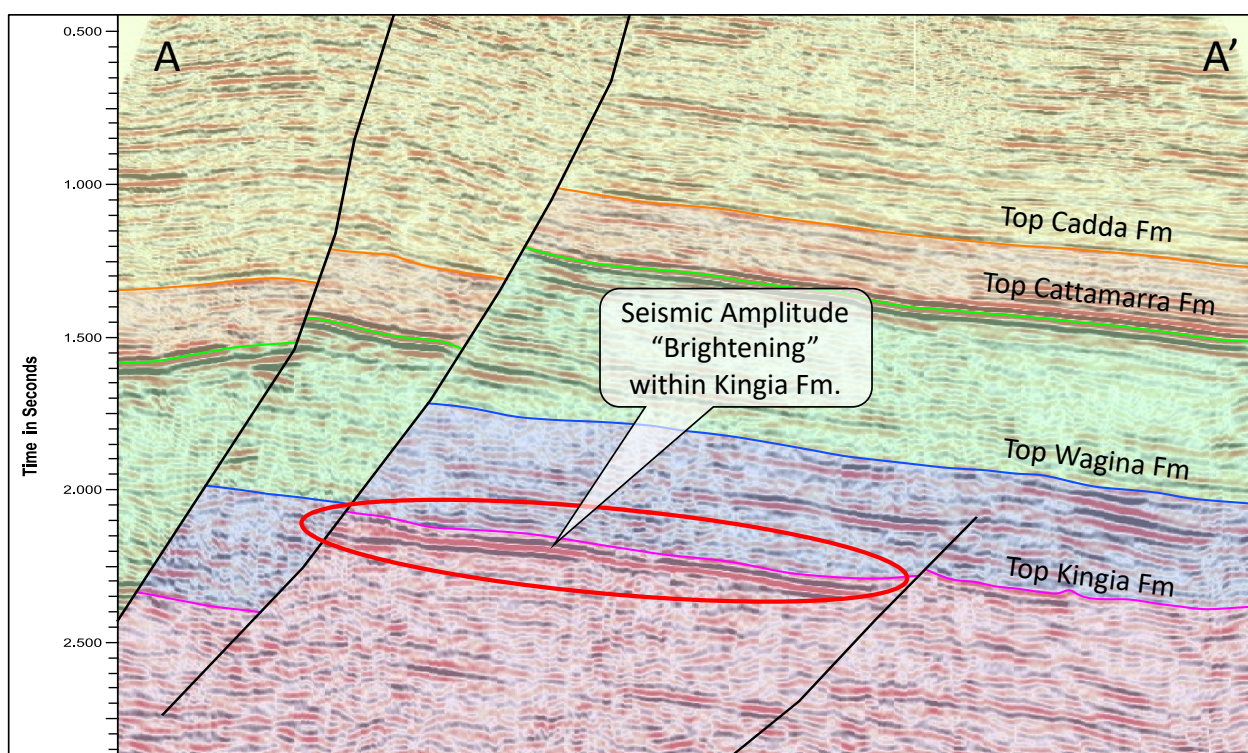 0.500
A
A'
1.000
Top Cadda Fm
Top Cattamarra Fm
Seismic Amplitude
“Brightening”
within Kingia Fm.
1.500
Time in Seconds
Top Wagina Fm
2.000
Top Kingia Fm
2.500